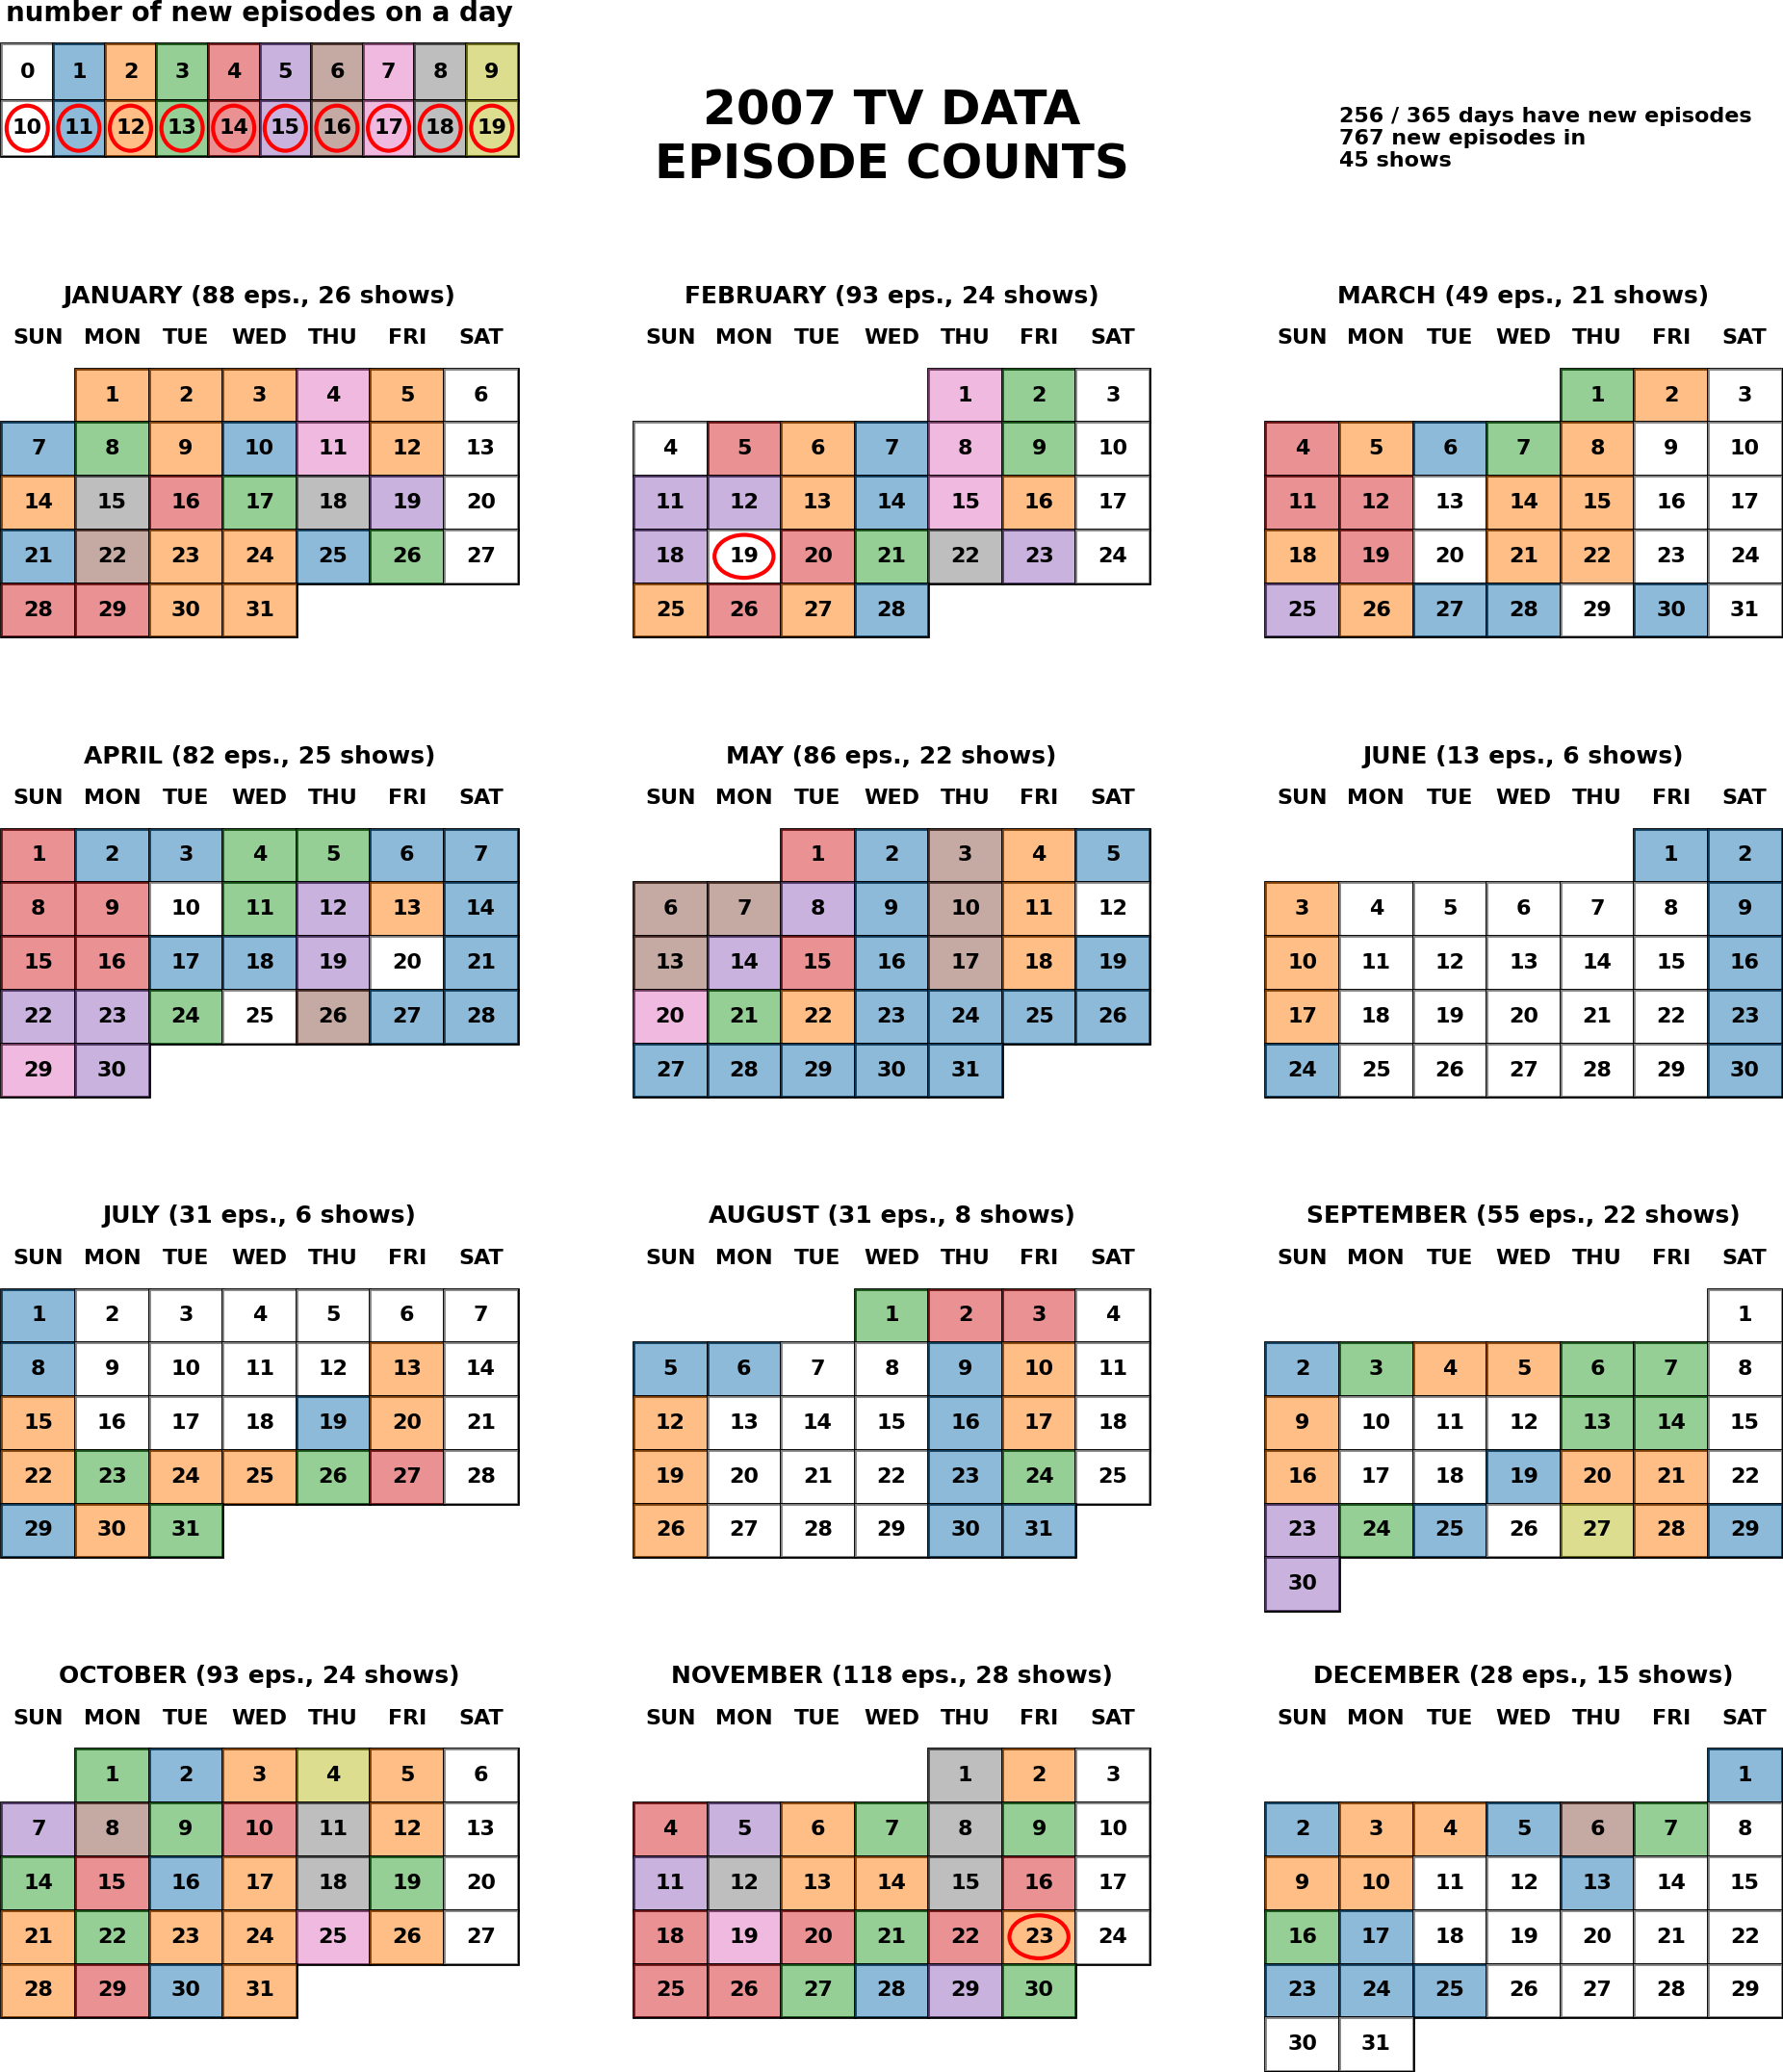 number of new episodes on a day
0 1 2 3 4 5 6 7 8 9
10 11 12 13 14 15 16 17 18 19
2007 TV DATA
EPISODE COUNTS
256 / 365 days have new episodes
767 new episodes in
45 shows
JANUARY (88 eps., 26 shows)
SUN MON TUE WED THU FRI SAT
1 2 3 4 5 6
7 8 9 10 11 12 13
14 15 16 17 18 19 20
21 22 23 24 25 26 27
28 29 30 31
FEBRUARY (93 eps., 24 shows)
SUN MON TUE WED THU FRI SAT
1 2 3
4 5 6 7 8 9 10
11 12 13 14 15 16 17
18 19 20 21 22 23 24
25 26 27 28
MARCH (49 eps., 21 shows)
SUN MON TUE WED THU FRI SAT
1 2 3
4 5 6 7 8 9 10
11 12 13 14 15 16 17
18 19 20 21 22 23 24
25 26 27 28 29 30 31
APRIL (82 eps., 25 shows)
SUN MON TUE WED THU FRI SAT
1 2 3 4 5 6 7
8 9 10 11 12 13 14
15 16 17 18 19 20 21
22 23 24 25 26 27 28
29 30
MAY (86 eps., 22 shows)
SUN MON TUE WED THU FRI SAT
1 2 3 4 5
6 7 8 9 10 11 12
13 14 15 16 17 18 19
20 21 22 23 24 25 26
27 28 29 30 31
JUNE (13 eps., 6 shows)
SUN MON TUE WED THU FRI SAT
1 2
3 4 5 6 7 8 9
10 11 12 13 14 15 16
17 18 19 20 21 22 23
24 25 26 27 28 29 30
JULY (31 eps., 6 shows)
SUN MON TUE WED THU FRI SAT
1 2 3 4 5 6 7
8 9 10 11 12 13 14
15 16 17 18 19 20 21
22 23 24 25 26 27 28
29 30 31
AUGUST (31 eps., 8 shows)
SUN MON TUE WED THU FRI SAT
1 2 3 4
5 6 7 8 9 10 11
12 13 14 15 16 17 18
19 20 21 22 23 24 25
26 27 28 29 30 31
SEPTEMBER (55 eps., 22 shows)
SUN MON TUE WED THU FRI SAT
1
2 3 4 5 6 7 8
9 10 11 12 13 14 15
16 17 18 19 20 21 22
23 24 25 26 27 28 29
30
OCTOBER (93 eps., 24 shows)
SUN MON TUE WED THU FRI SAT
1 2 3 4 5 6
7 8 9 10 11 12 13
14 15 16 17 18 19 20
21 22 23 24 25 26 27
28 29 30 31
NOVEMBER (118 eps., 28 shows)
SUN MON TUE WED THU FRI SAT
1 2 3
4 5 6 7 8 9 10
11 12 13 14 15 16 17
18 19 20 21 22 23 24
25 26 27 28 29 30
DECEMBER (28 eps., 15 shows)
SUN MON TUE WED THU FRI SAT
1
2 3 4 5 6 7 8
9 10 11 12 13 14 15
16 17 18 19 20 21 22
23 24 25 26 27 28 29
30 31